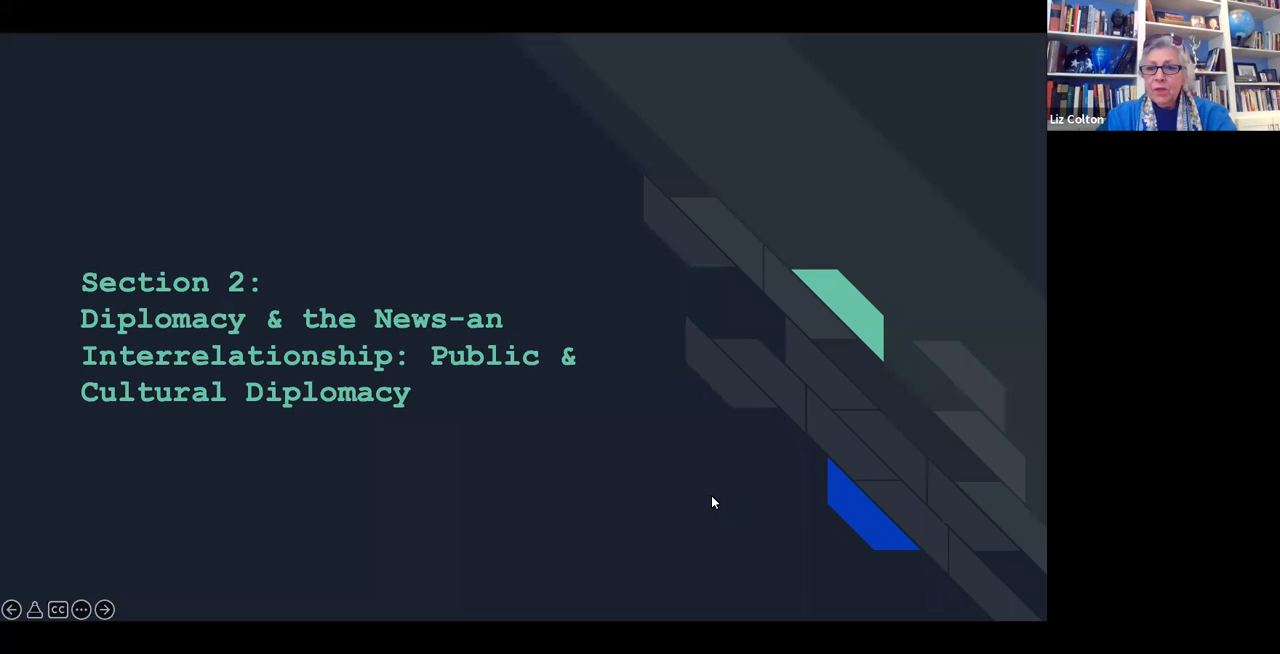 Section 2:
Diplomacy & the News-an
Interrelationship: Public &
Cultural Diplomacy
Liz Colton
CC